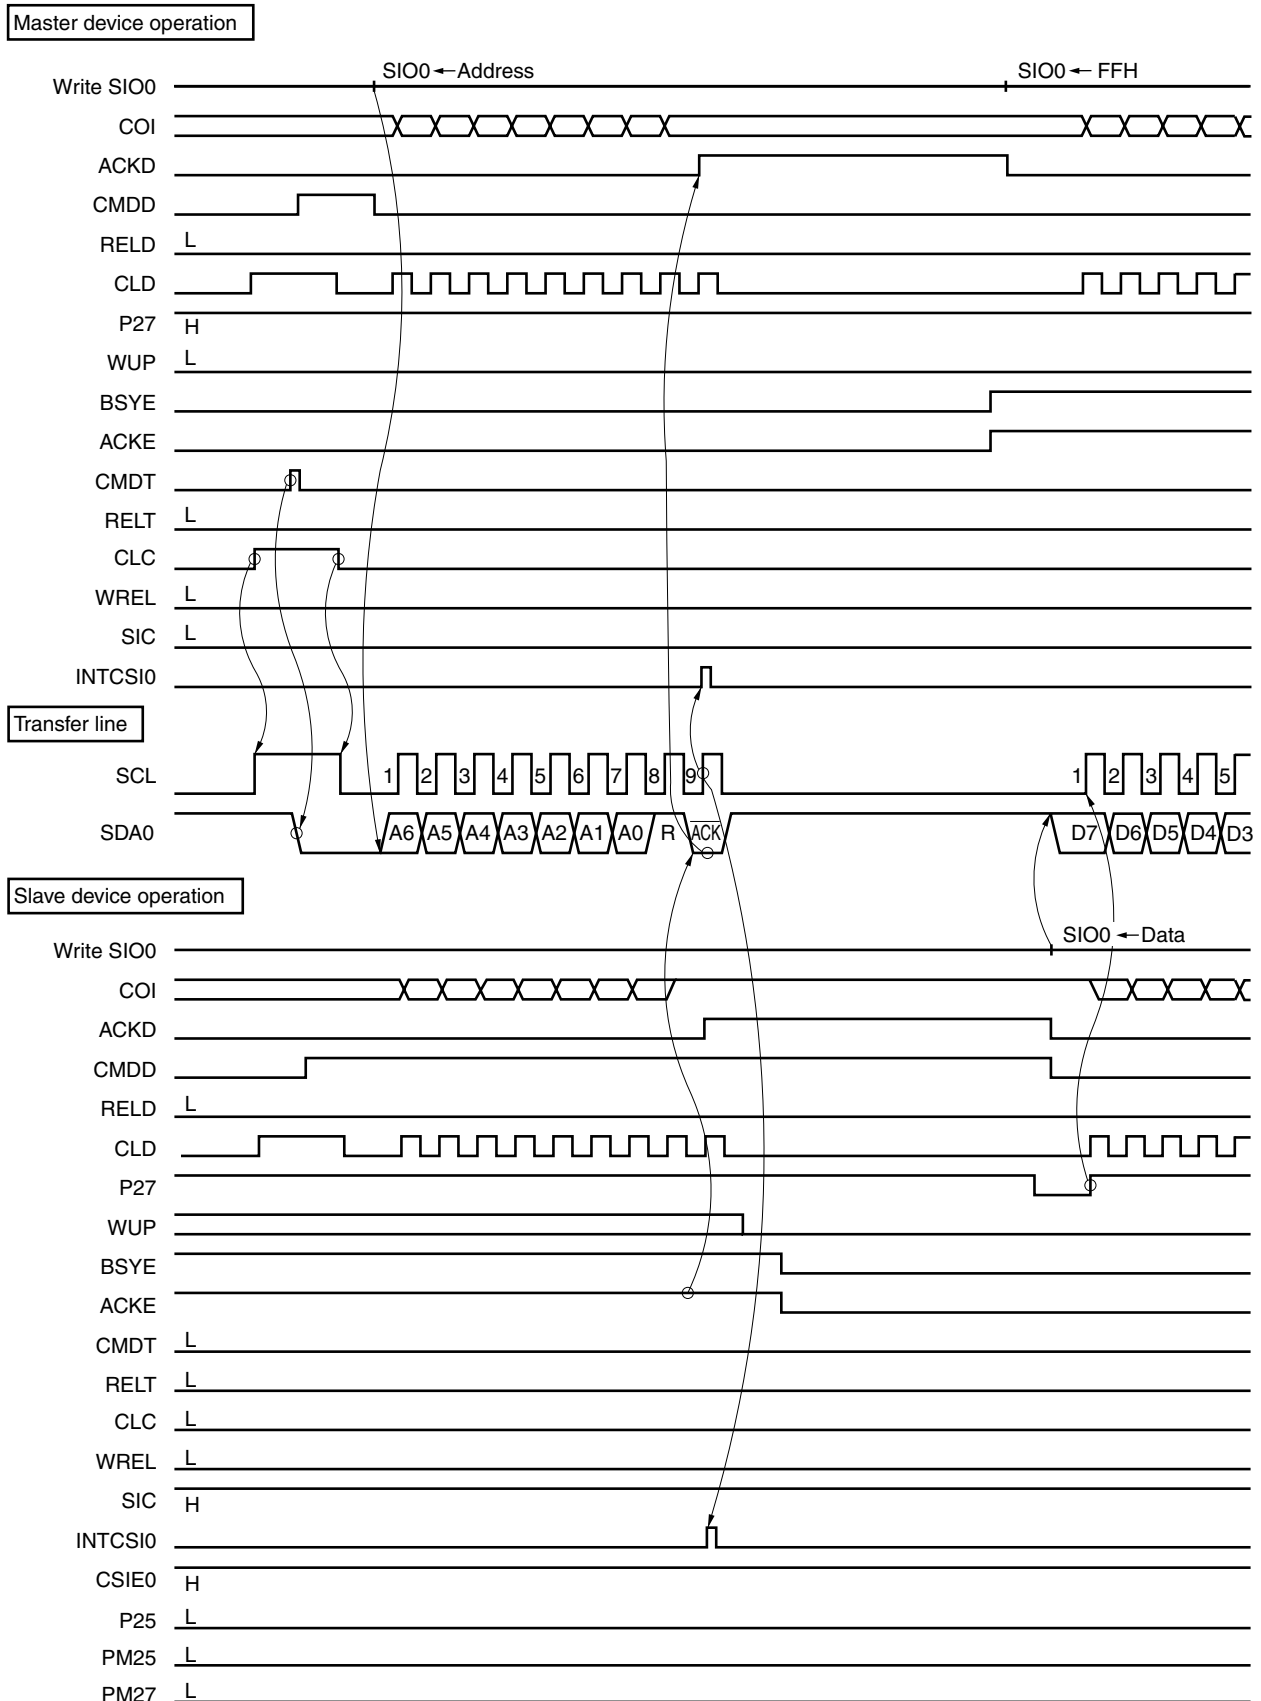 Master device operation
SIO0 ← Address SIO0 ← FFH
Write SIO0
COI
ACKD
CMDD
RELD L
CLD
P27 H
WUP L
BSYE
ACKE
CMDT
RELT L
CLC
WREL L
SIC L
INTCSI0
Transfer line
SCL 1 2 3 4 5 6 7 8 9 1 2 3 4 5
SDA0 A6 A5 A4 A3 A2 A1 A0 R ACK D7 D6 D5 D4 D3
Slave device operation
SIO0 ← Data
Write SIO0
COI
ACKD
CMDD
RELD L
CLD
P27
WUP
BSYE
ACKE
CMDT L
RELT L
CLC L
WREL L
SIC H
INTCSI0
CSIE0 H
P25 L
PM25 L
PM27 L